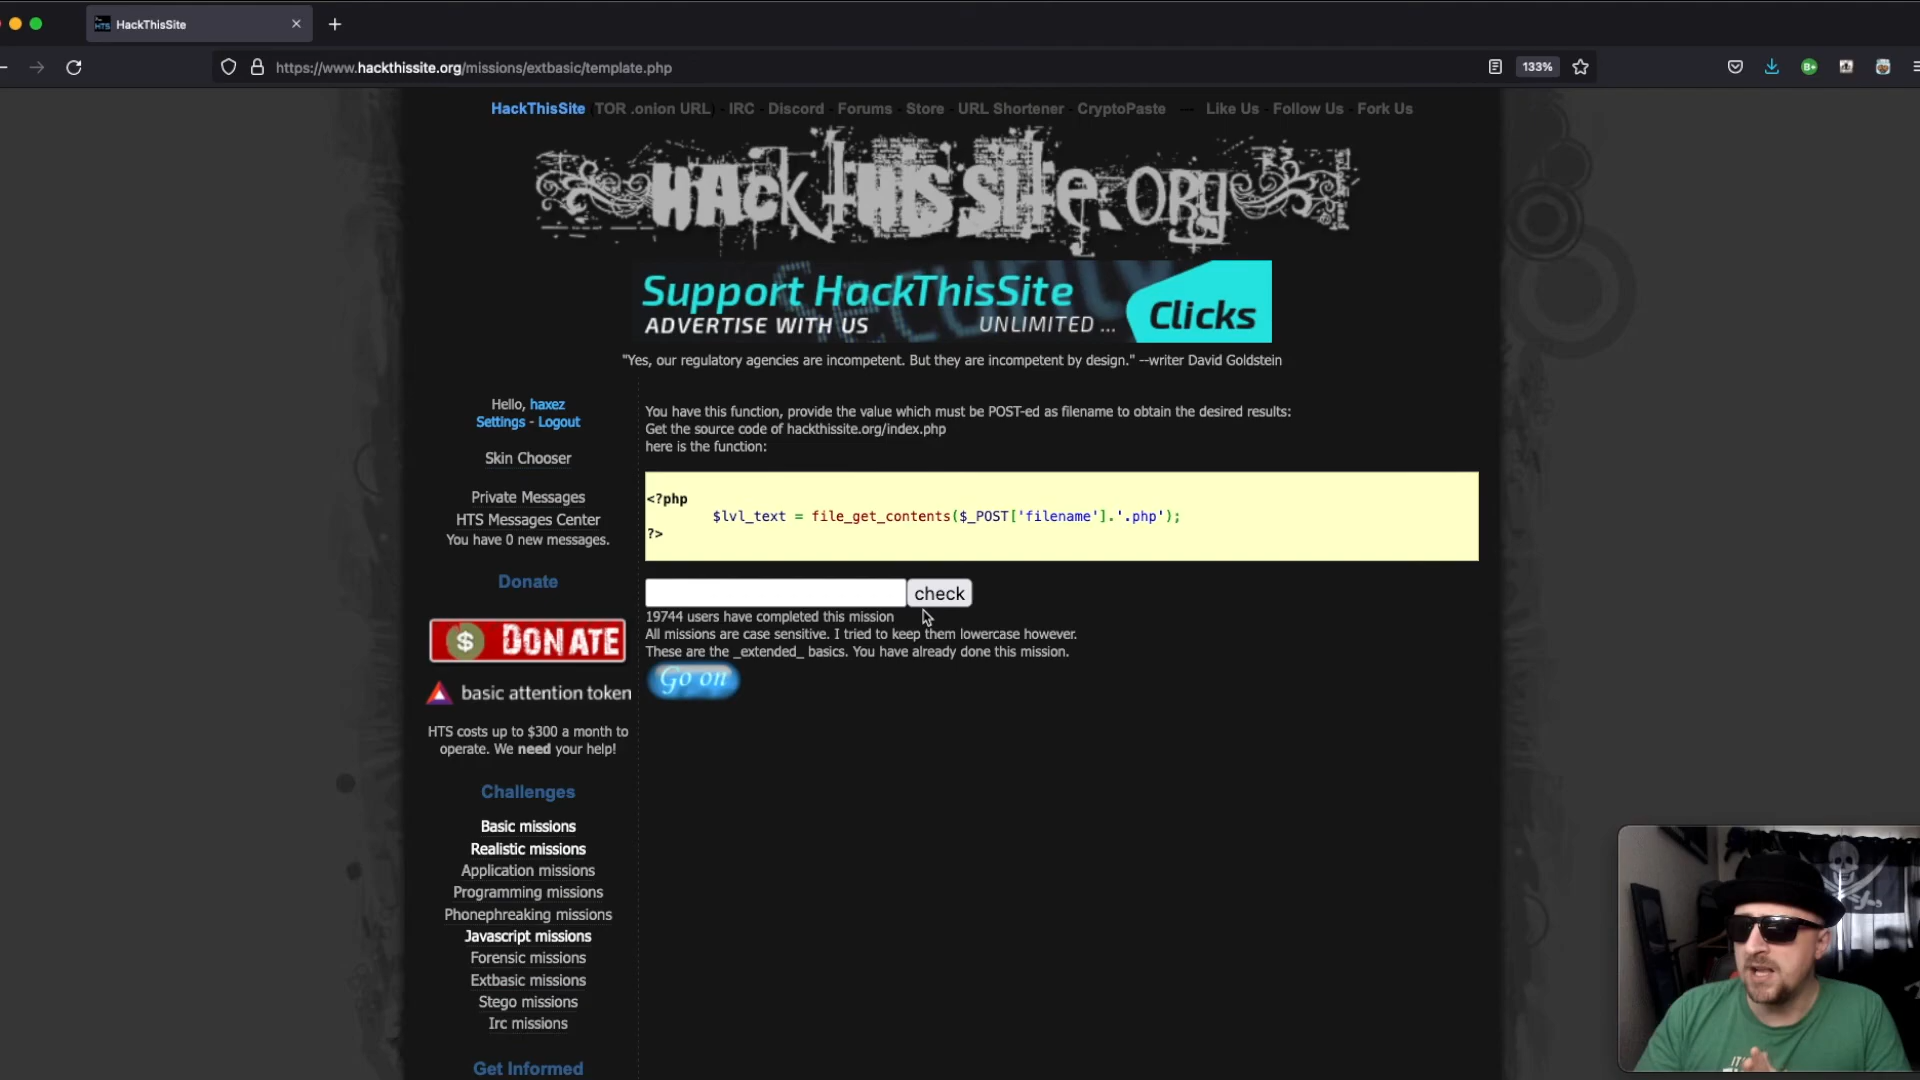 HackThisSite
https://www.hackthissite.org/missions/extbasic/template.php
133%
HackThisSite (TOR .onion URL) - IRC - Discord - Forums - Store - URL Shortener - CryptoPaste --- Like Us - Follow Us - Fork Us
HAck tHIS SitE.ORg
Support HackThisSite
ADVERTISE WITH US UNLIMITED ... Clicks
"Yes, our regulatory agencies are incompetent. But they are incompetent by design." --writer David Goldstein
Hello, haxez
Settings - Logout
Skin Chooser
Private Messages
HTS Messages Center
You have 0 new messages.
Donate
$ DONATE
basic attention token
HTS costs up to $300 a month to
operate. We need your help!
Challenges
Basic missions
Realistic missions
Application missions
Programming missions
Phonephreaking missions
Javascript missions
Forensic missions
Extbasic missions
Stego missions
Irc missions
Get Informed
You have this function, provide the value which must be POST-ed as filename to obtain the desired results:
Get the source code of hackthissite.org/index.php
here is the function:
<?php
$lvl_text = file_get_contents($_POST['filename'].'.php');
?>
check
19744 users have completed this mission
All missions are case sensitive. I tried to keep them lowercase however.
These are the _extended_ basics. You have already done this mission.
Go on